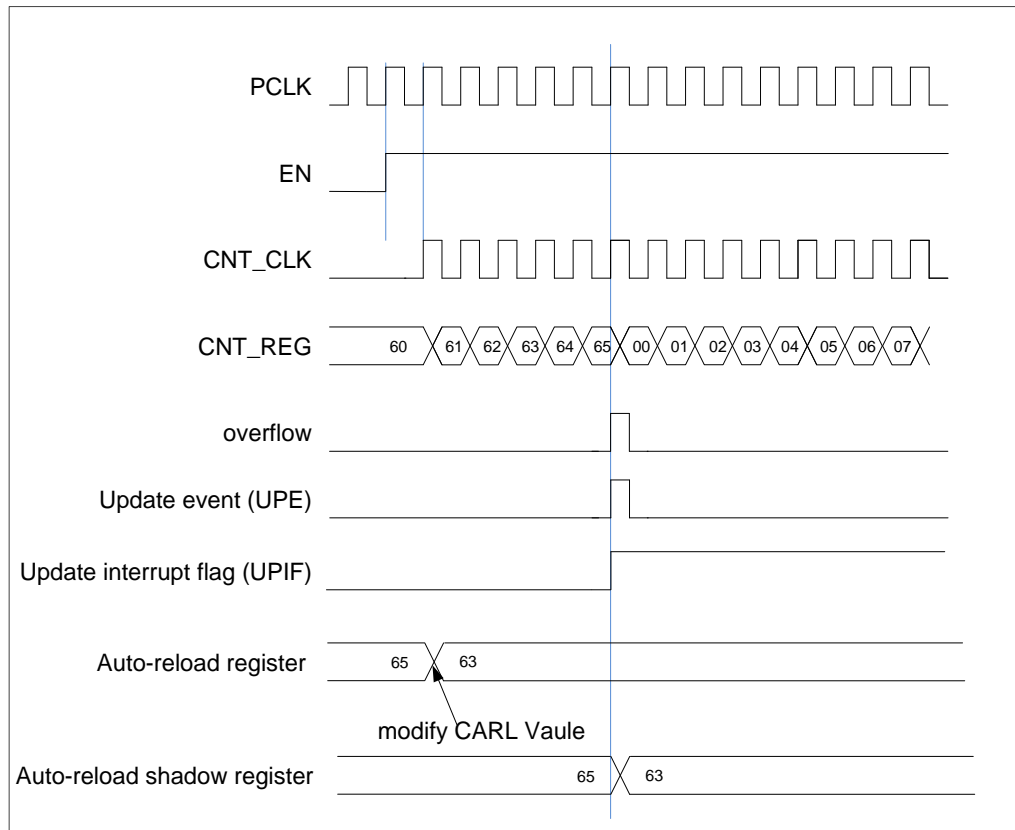 PCLK
EN
CNT_CLK
CNT_REG 60 61 62 63 64 65 00 01 02 03 04 05 06 07
overflow
Update event (UPE)
Update interrupt flag (UPIF)
Auto-reload register 65 63
modify CARL Vaule
Auto-reload shadow register 65 63